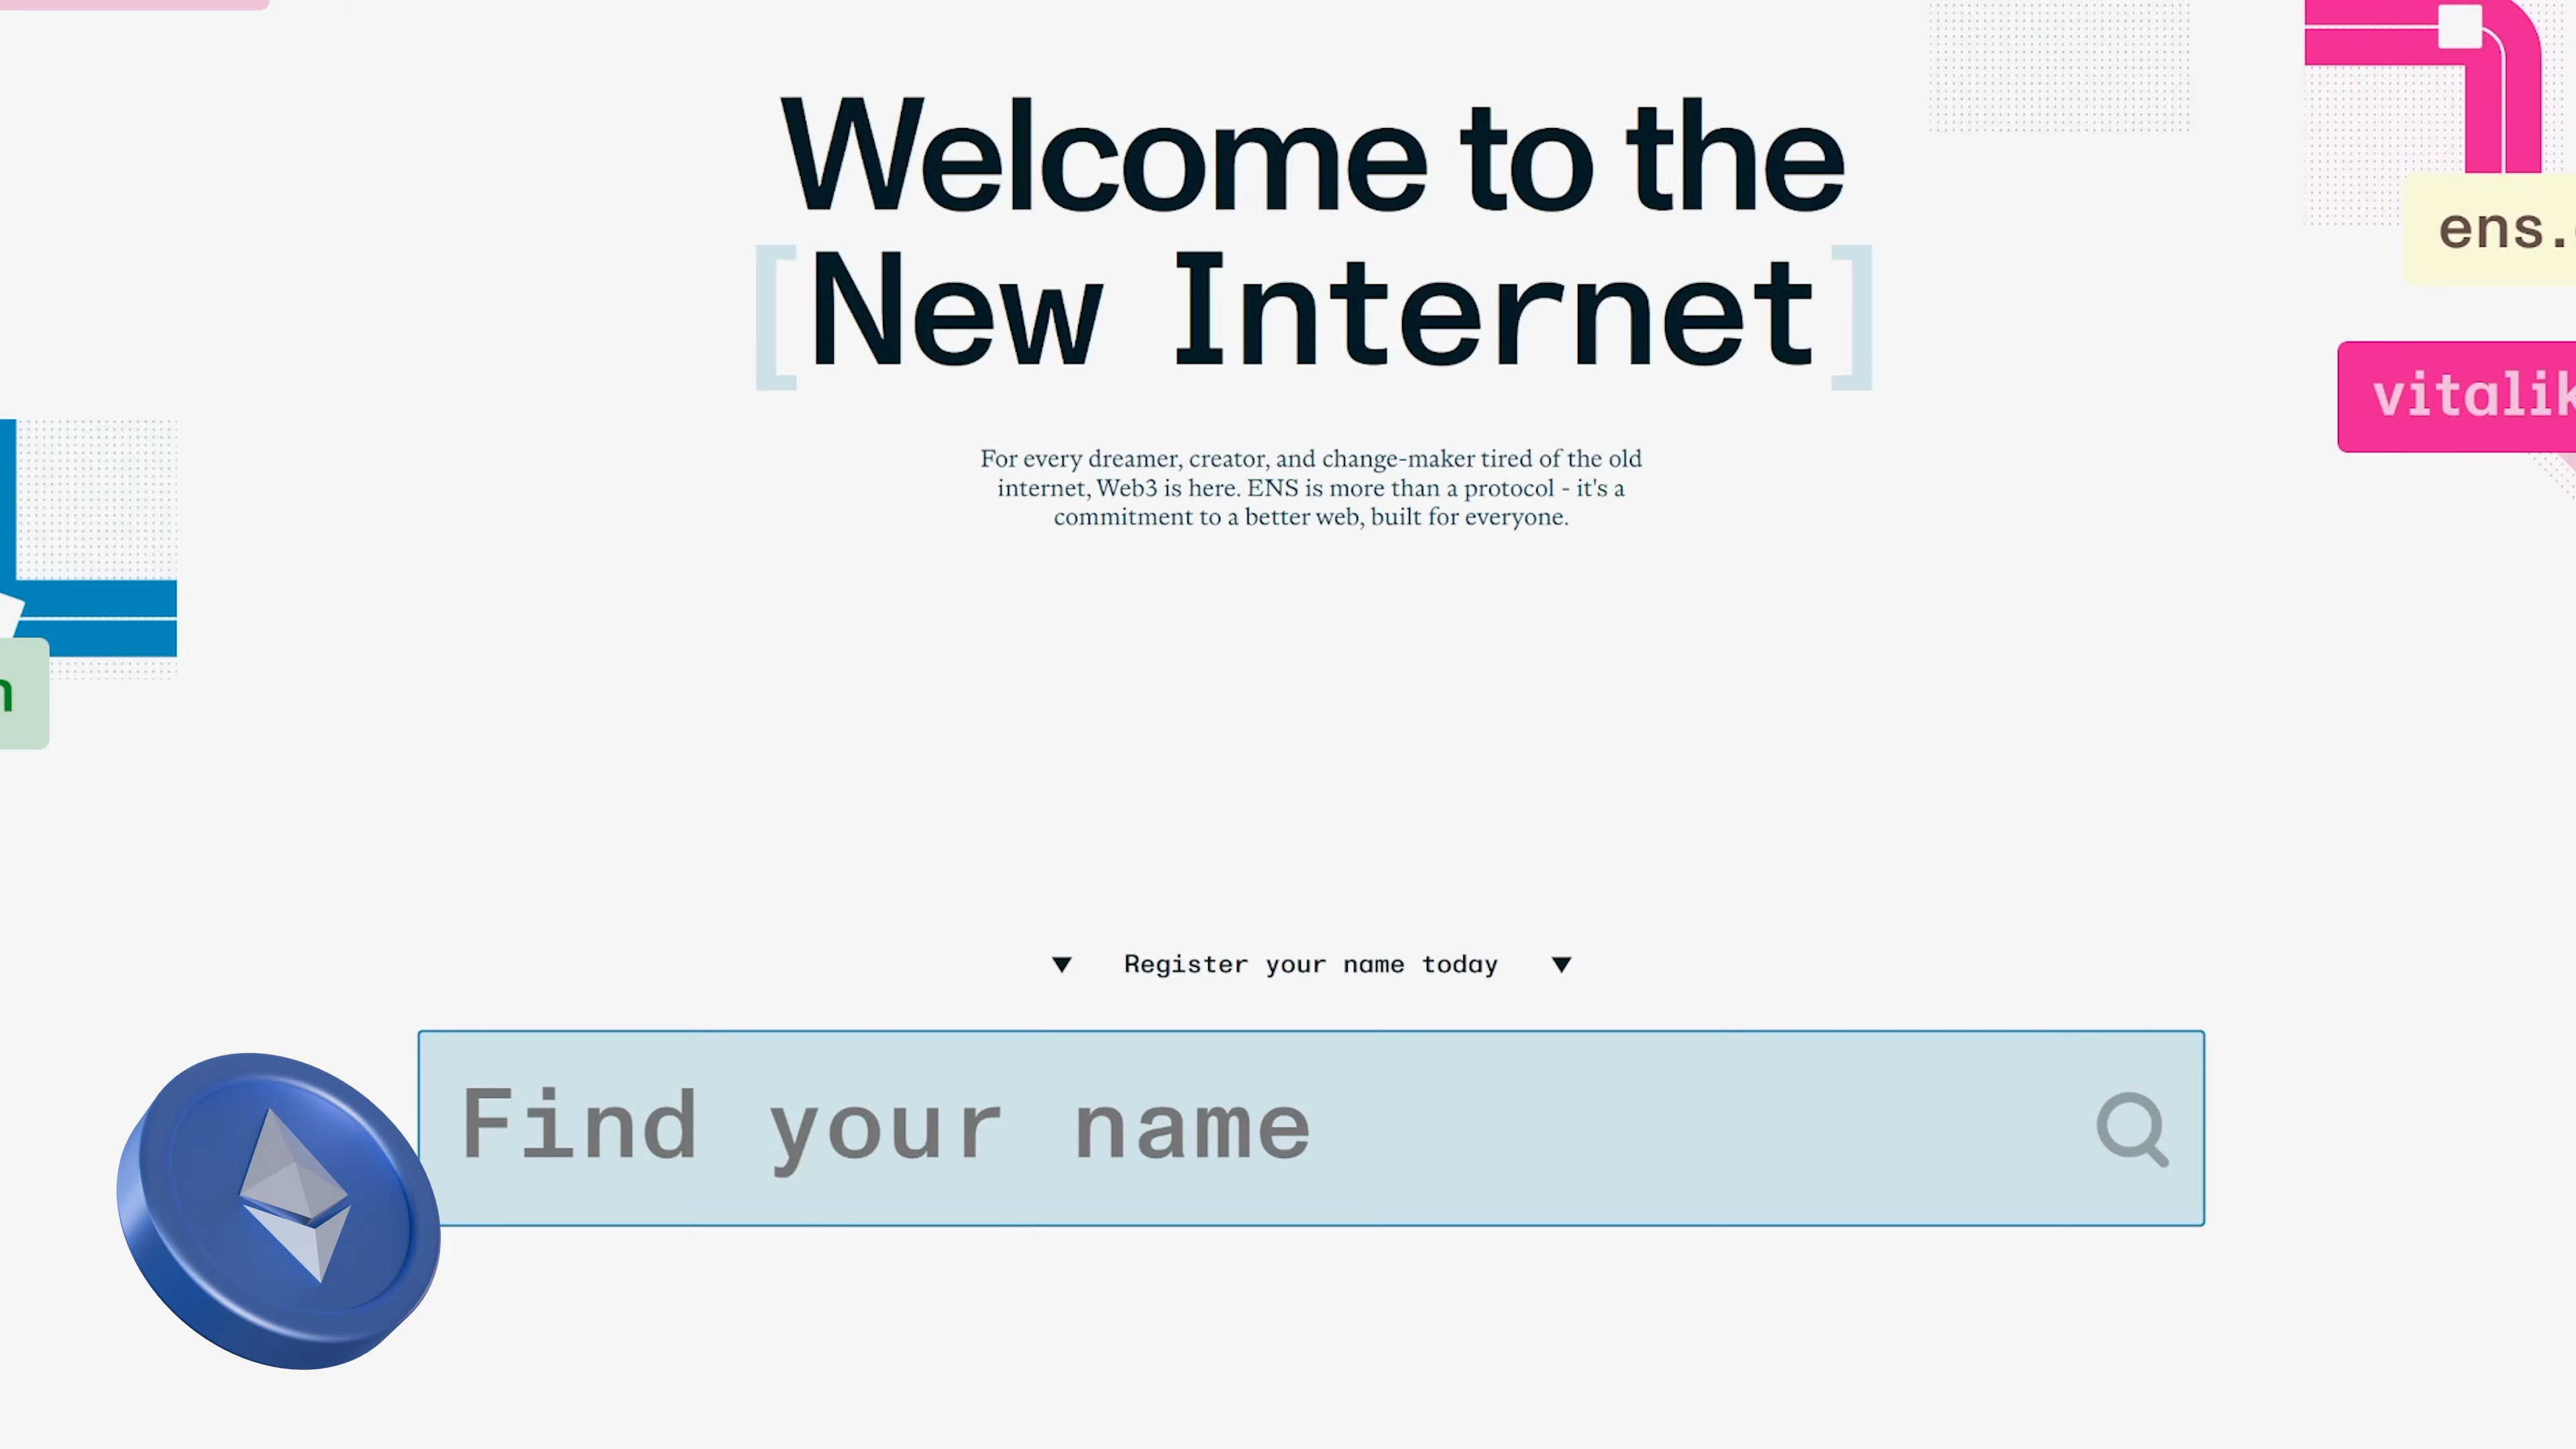 Welcome to the
[New Internet]
ens.
vitalik
For every dreamer, creator, and change-maker tired of the old
internet, Web3 is here. ENS is more than a protocol - it's a
commitment to a better web, built for everyone.
▼ Register your name today ▼
Find your name